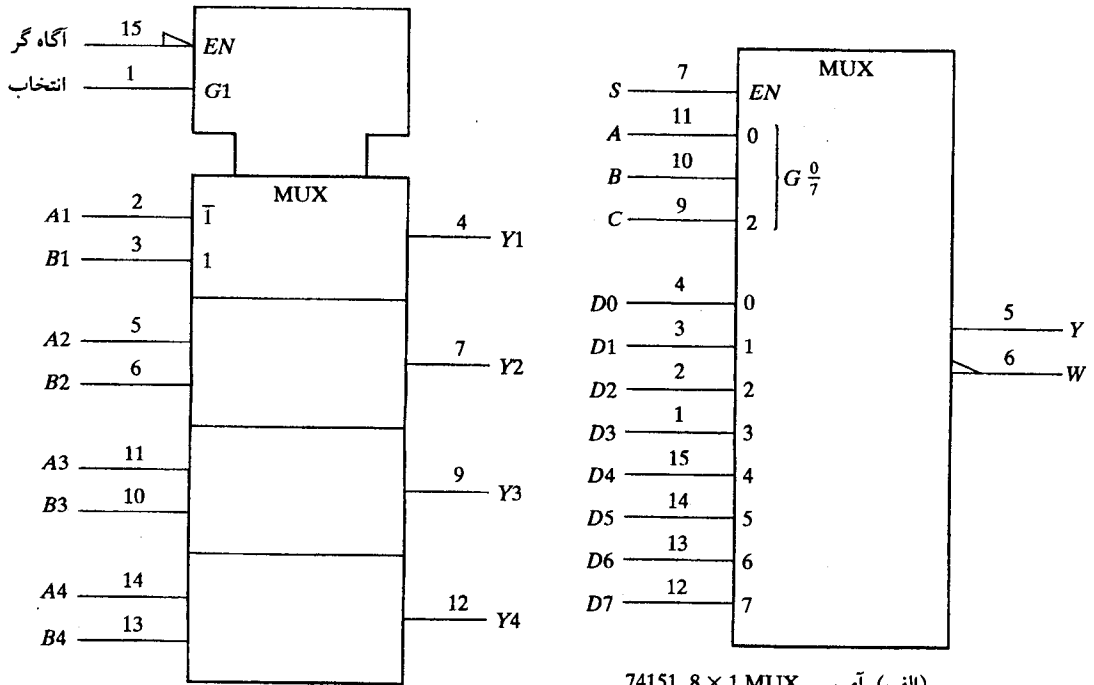 آگاه گر 15 EN
انتخاب 1 G1
MUX
A1 2 1̅ 4 Y1
B1 3 1
A2 5 7 Y2
B2 6
A3 11 9 Y3
B3 10
A4 14 12 Y4
B4 13
MUX
S 7 EN
A 11 0
B 10 G 0/7
C 9 2
D0 4 0
D1 3 1
D2 2 2
D3 1 3
D4 15 4
D5 14 5
D6 13 6
D7 12 7
5 Y
6 W
74151 8 × 1 MUX